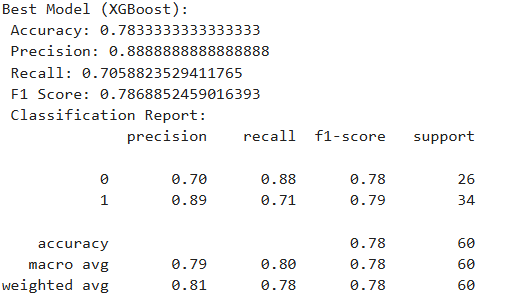 Best Model (XGBoost):
Accuracy: 0.7833333333333333
Precision: 0.8888888888888888
Recall: 0.7058823529411765
F1 Score: 0.7868852459016393
Classification Report:
precision recall f1-score support
0 0.70 0.88 0.78 26
1 0.89 0.71 0.79 34
accuracy 0.78 60
macro avg 0.79 0.80 0.78 60
weighted avg 0.81 0.78 0.78 60